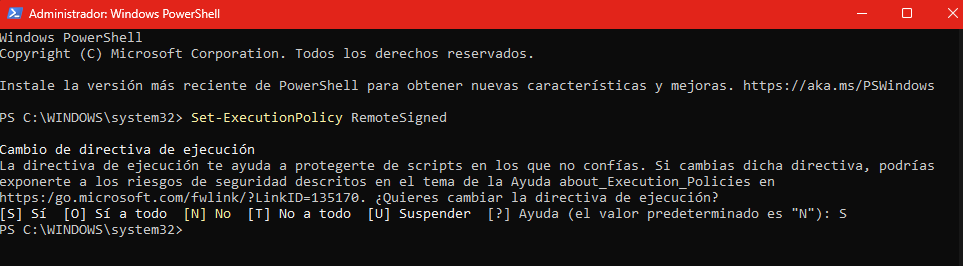 Administrador: Windows PowerShell
Windows PowerShell
Copyright (C) Microsoft Corporation. Todos los derechos reservados.
Instale la versión más reciente de PowerShell para obtener nuevas características y mejoras. https://aka.ms/PSWindows
PS C:\WINDOWS\system32> Set-ExecutionPolicy RemoteSigned
Cambio de directiva de ejecución
La directiva de ejecución te ayuda a protegerte de scripts en los que no confías. Si cambias dicha directiva, podrías
exponerte a los riesgos de seguridad descritos en el tema de la Ayuda about_Execution_Policies en
https:/go.microsoft.com/fwlink/?LinkID=135170. ¿Quieres cambiar la directiva de ejecución?
[S] Sí  [O] Sí a todo  [N] No  [T] No a todo  [U] Suspender  [?] Ayuda (el valor predeterminado es "N"): S
PS C:\WINDOWS\system32>